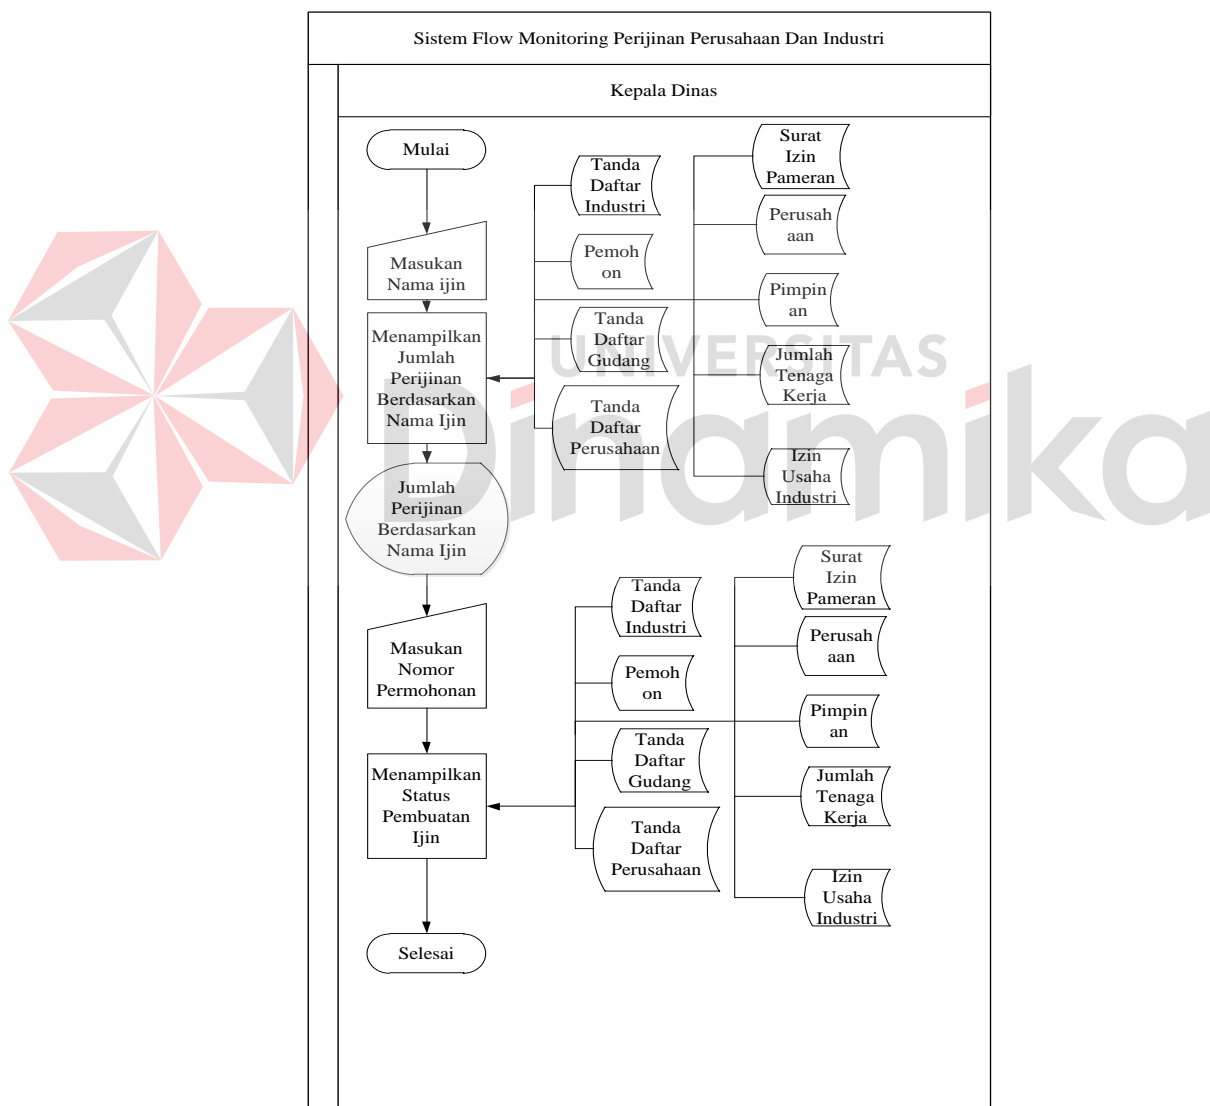 Sistem Flow Monitoring Perijinan Perusahaan Dan Industri
Kepala Dinas
Mulai
Masukan
Nama ijin
Menampilkan
Jumlah
Perijinan
Berdasarkan
Nama Ijin
Jumlah
Perijinan
Berdasarkan
Nama Ijin
Masukan
Nomor
Permohonan
Menampilkan
Status
Pembuatan
Ijin
Selesai
Tanda
Daftar
Industri
Pemoh
on
Tanda
Daftar
Gudang
Tanda
Daftar
Perusahaan
Surat
Izin
Pameran
Perusah
aan
Pimpin
an
Jumlah
Tenaga
Kerja
Izin
Usaha
Industri
Tanda
Daftar
Industri
Pemoh
on
Tanda
Daftar
Gudang
Tanda
Daftar
Perusahaan
Surat
Izin
Pameran
Perusah
aan
Pimpin
an
Jumlah
Tenaga
Kerja
Izin
Usaha
Industri
UNIVERSITAS
Dinamika